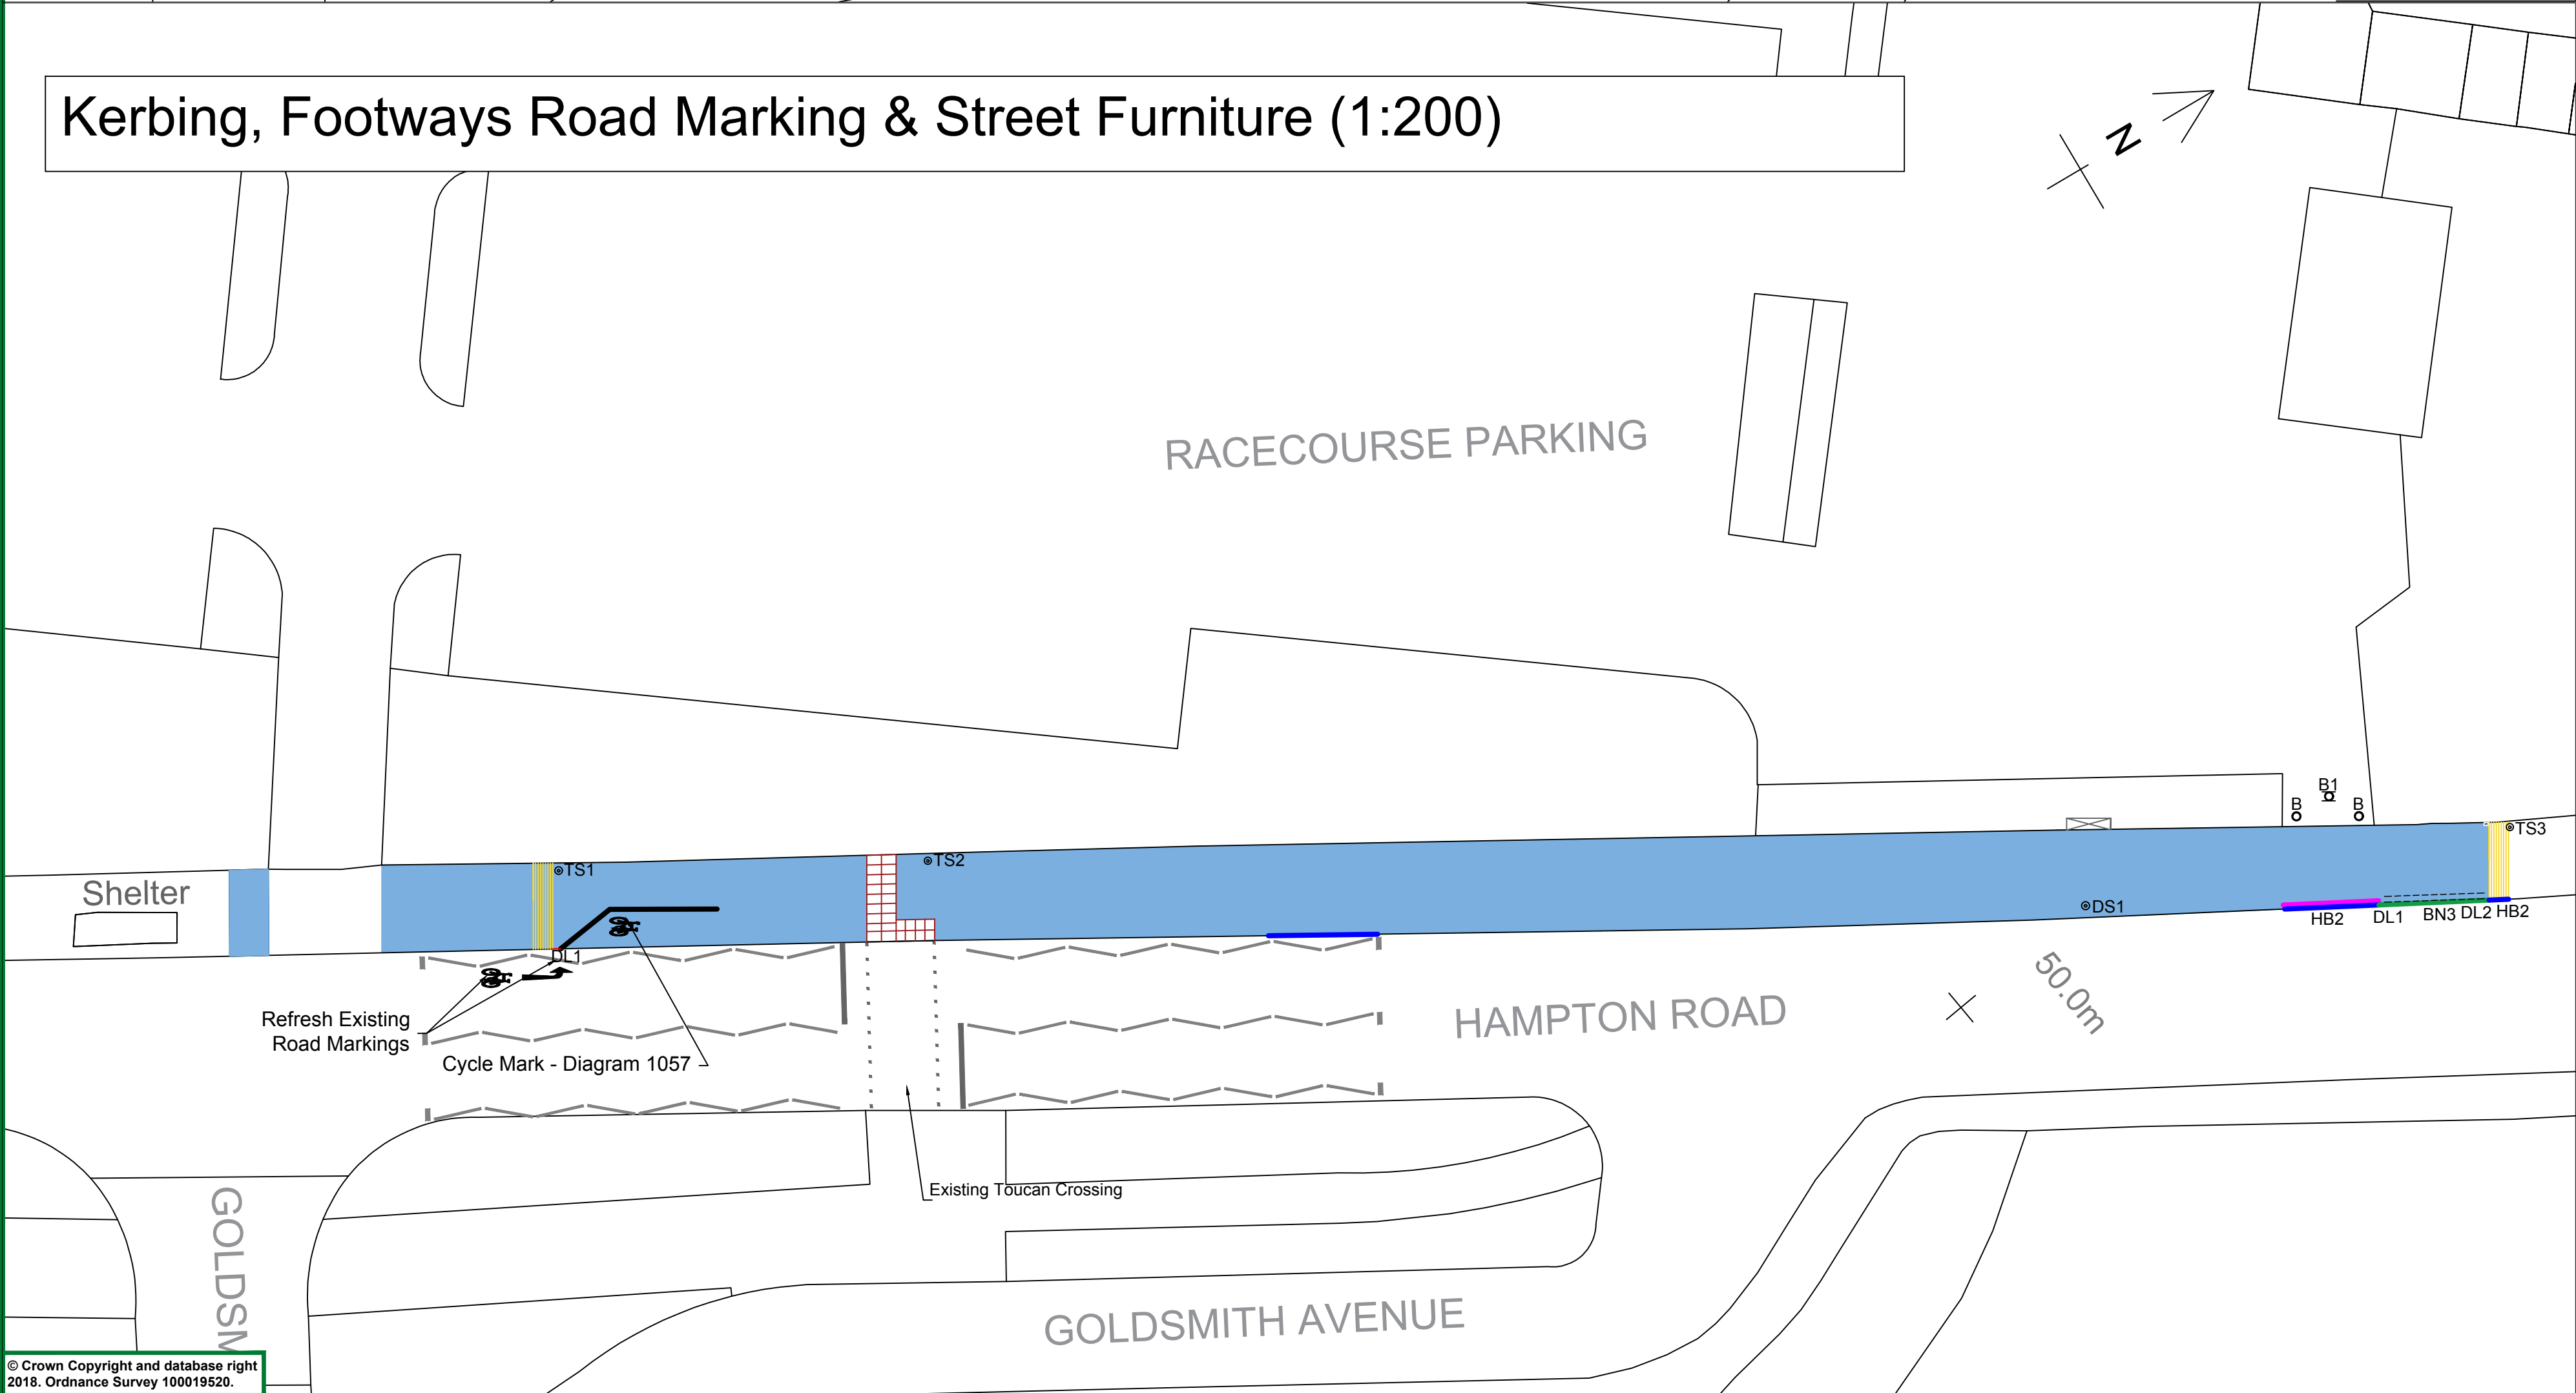 Kerbing, Footways Road Marking & Street Furniture (1:200)
N
RACECOURSE PARKING
B1
B
B
TS3
TS2
TS1
Shelter
DS1
HB2
DL1
BN3
DL2
HB2
DL1
50.0m
Refresh Existing
Road Markings
HAMPTON ROAD
Cycle Mark - Diagram 1057
Existing Toucan Crossing
GOLDSM
GOLDSMITH AVENUE
© Crown Copyright and database right
2018. Ordnance Survey 100019520.